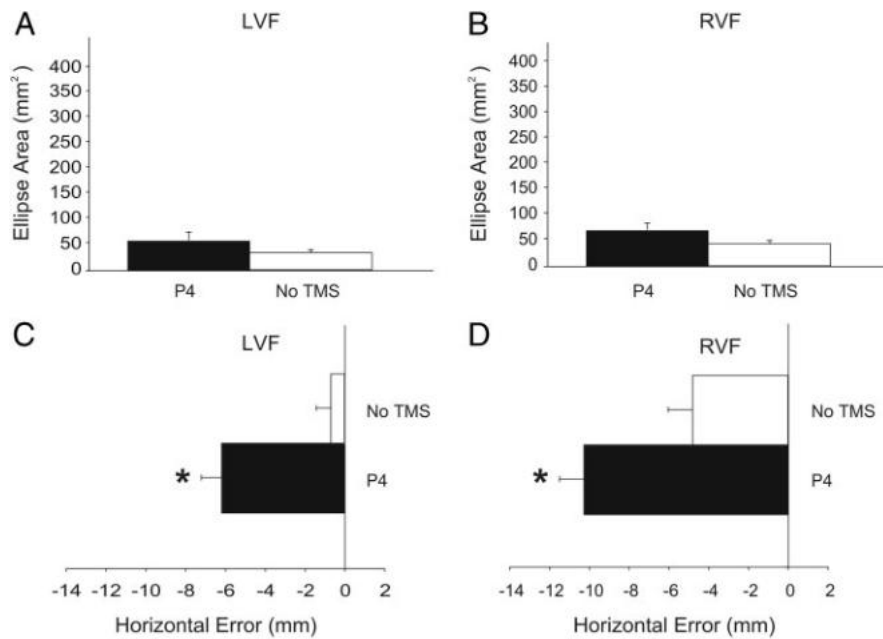 A
LVF
Ellipse Area (mm²)
400
350
300
250
200
150
100
50
0
P4 No TMS
B
RVF
Ellipse Area (mm²)
400
350
300
250
200
150
100
50
0
P4 No TMS
C
LVF
No TMS
* P4
-14 -12 -10 -8 -6 -4 -2 0 2
Horizontal Error (mm)
D
RVF
No TMS
* P4
-14 -12 -10 -8 -6 -4 -2 0 2
Horizontal Error (mm)